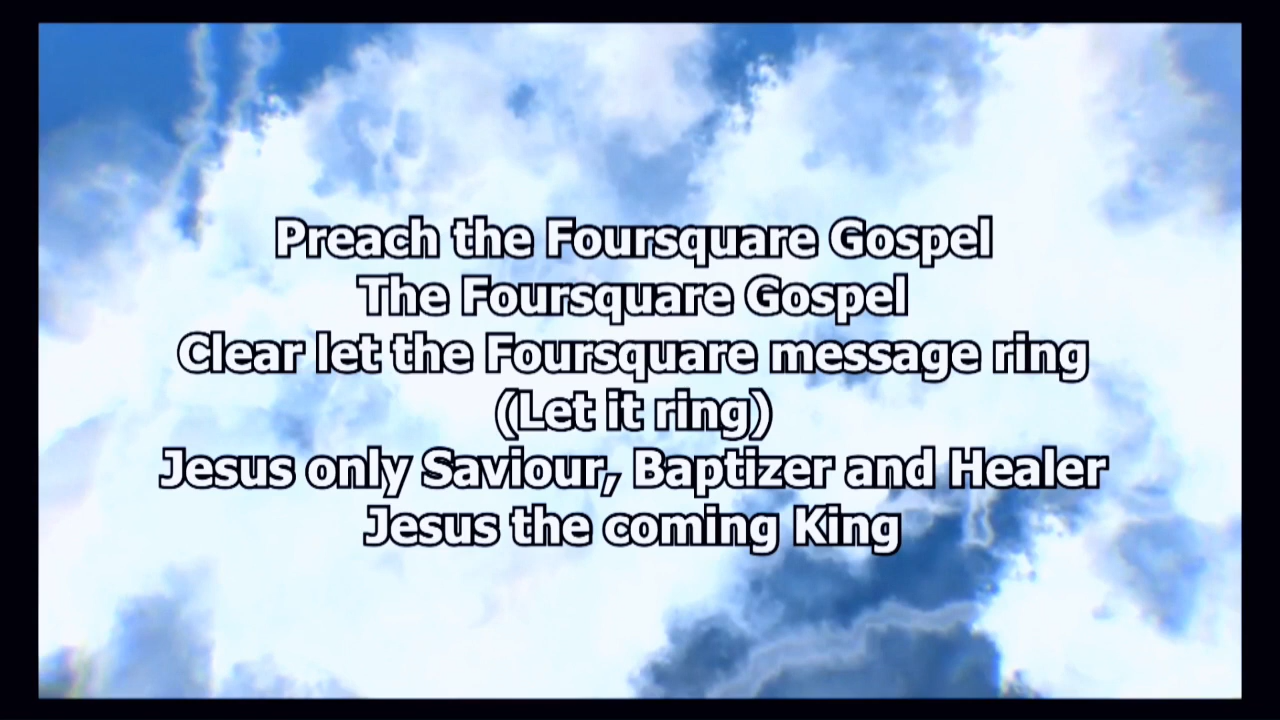 Preach the Foursquare Gospel
The Foursquare Gospel
Clear let the Foursquare message ring
(Let it ring)
Jesus only Saviour, Baptizer and Healer
Jesus the coming King